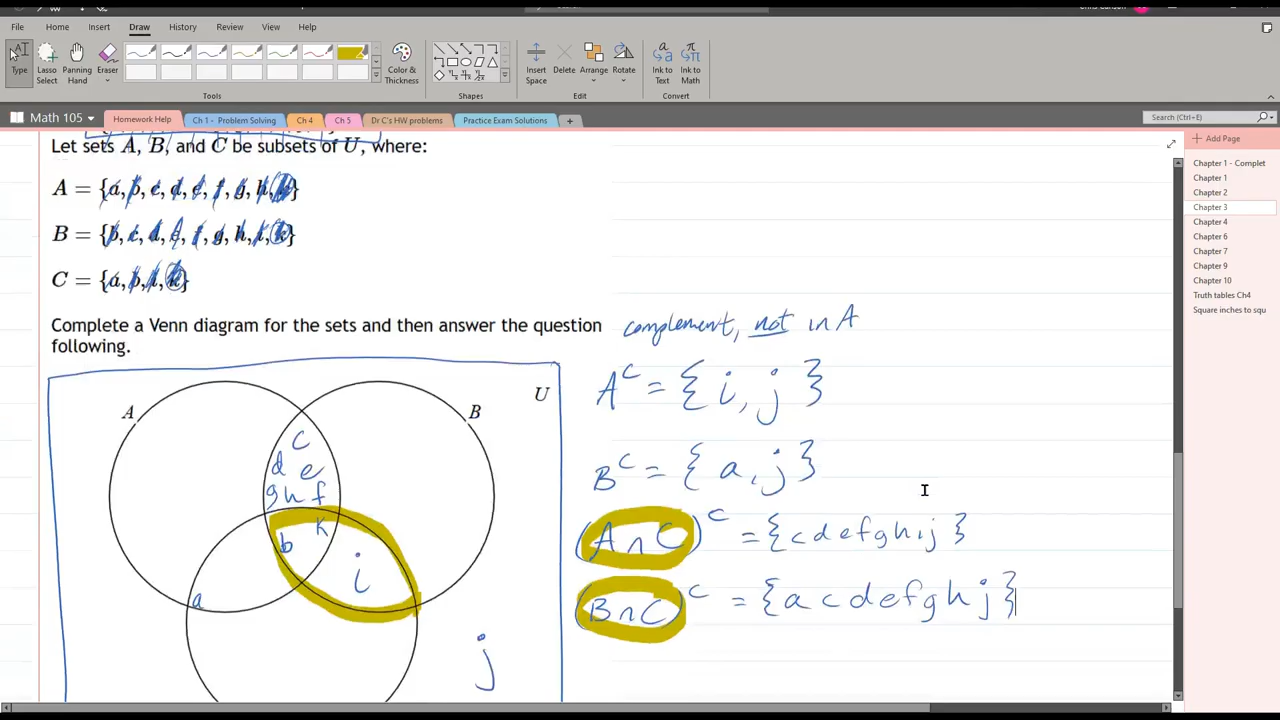 File Home Insert Draw History Review View Help
Type Lasso Select Panning Hand Eraser Color & Thickness Insert Space Delete Arrange Rotate Ink to Text Ink to Math
Tools Shapes Edit Convert
Math 105 Homework Help Ch 1 - Problem Solving Ch 4 Ch 5 Dr C's HW problems Practice Exam Solutions + Search (Ctrl+E)
Add Page
Chapter 1 - Complet
Chapter 1
Chapter 2
Chapter 3
Chapter 4
Chapter 6
Chapter 7
Chapter 9
Chapter 10
Truth tables Ch4
Square inches to squ
Let sets A, B, and C be subsets of U, where:
A = {a, b, c, d, e, f, g, h, k}
B = {b, c, d, e, f, g, h, i, k}
C = {a, b, i, k}
Complete a Venn diagram for the sets and then answer the question
following.
complement, not in A
A^C = { i, j }
B^C = { a, j }
(A ∩ C)^C = {c d e f g h i j }
(B ∩ C)^C = {a c d e f g h j }
A B U
c
d e
g h f
k
b
i
a
j